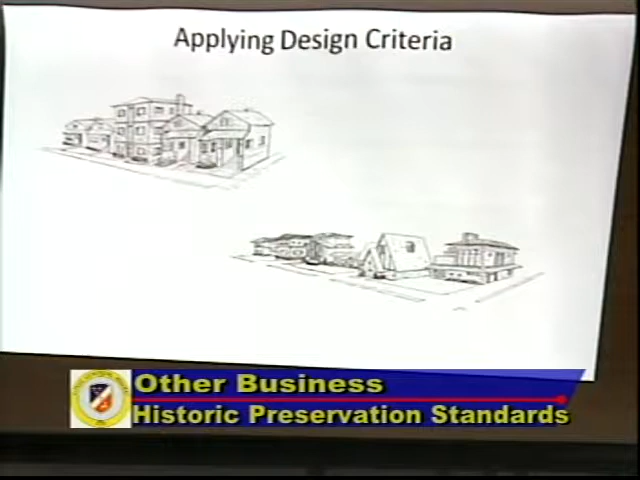 Applying Design Criteria
Other Business
Historic Preservation Standards